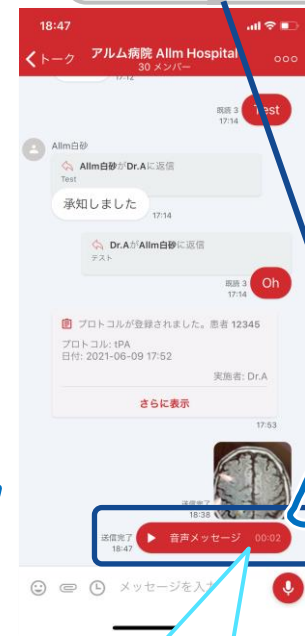 18:47
トーク
アルム病院 Allm Hospital
30 メンバー
17:12
既読 3
17:14
Test
Allm白砂
Allm白砂がDr.Aに返信
Test
承知しました
17:14
Dr.AがAllm白砂に返信
テスト
既読 3
17:14
Oh
プロトコルが登録されました。患者 12345
プロトコル: tPA
日付: 2021-06-09 17:52
実施者: Dr.A
さらに表示
17:53
送信完了
18:38
送信完了
18:47
音声メッセージ 00:02
メッセージを入